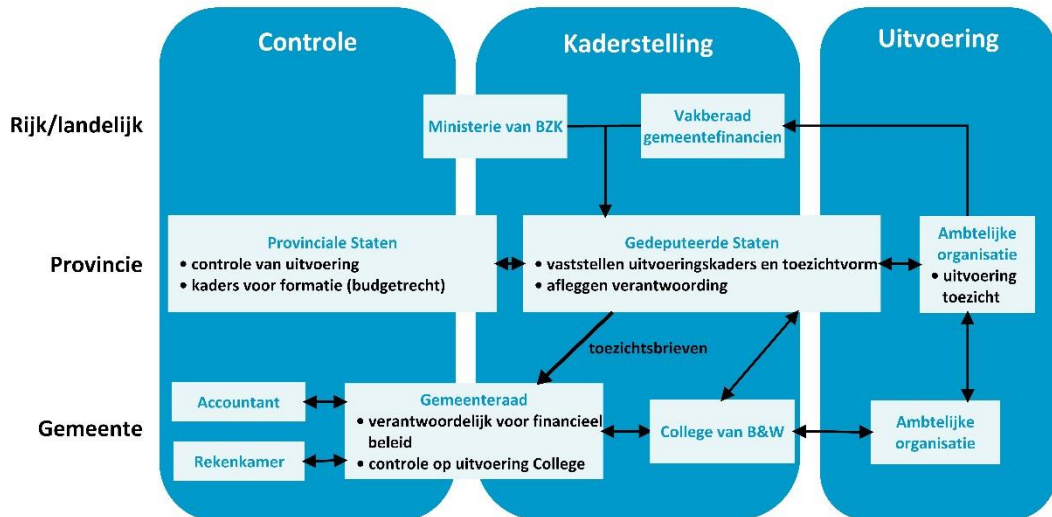 Controle
Kaderstelling
Uitvoering
Rijk/landelijk
Ministerie van BZK
Vakberaad
gemeentefinancien
Provincie
Provinciale Staten
• controle van uitvoering
• kaders voor formatie (budgetrecht)
Gedeputeerde Staten
• vaststellen uitvoeringskaders en toezichtvorm
• afleggen verantwoording
Ambtelijke
organisatie
• uitvoering
toezicht
toezichtsbrieven
Gemeente
Accountant
Rekenkamer
Gemeenteraad
• verantwoordelijk voor financieel
beleid
• controle op uitvoering College
College van B&W
Ambtelijke
organisatie